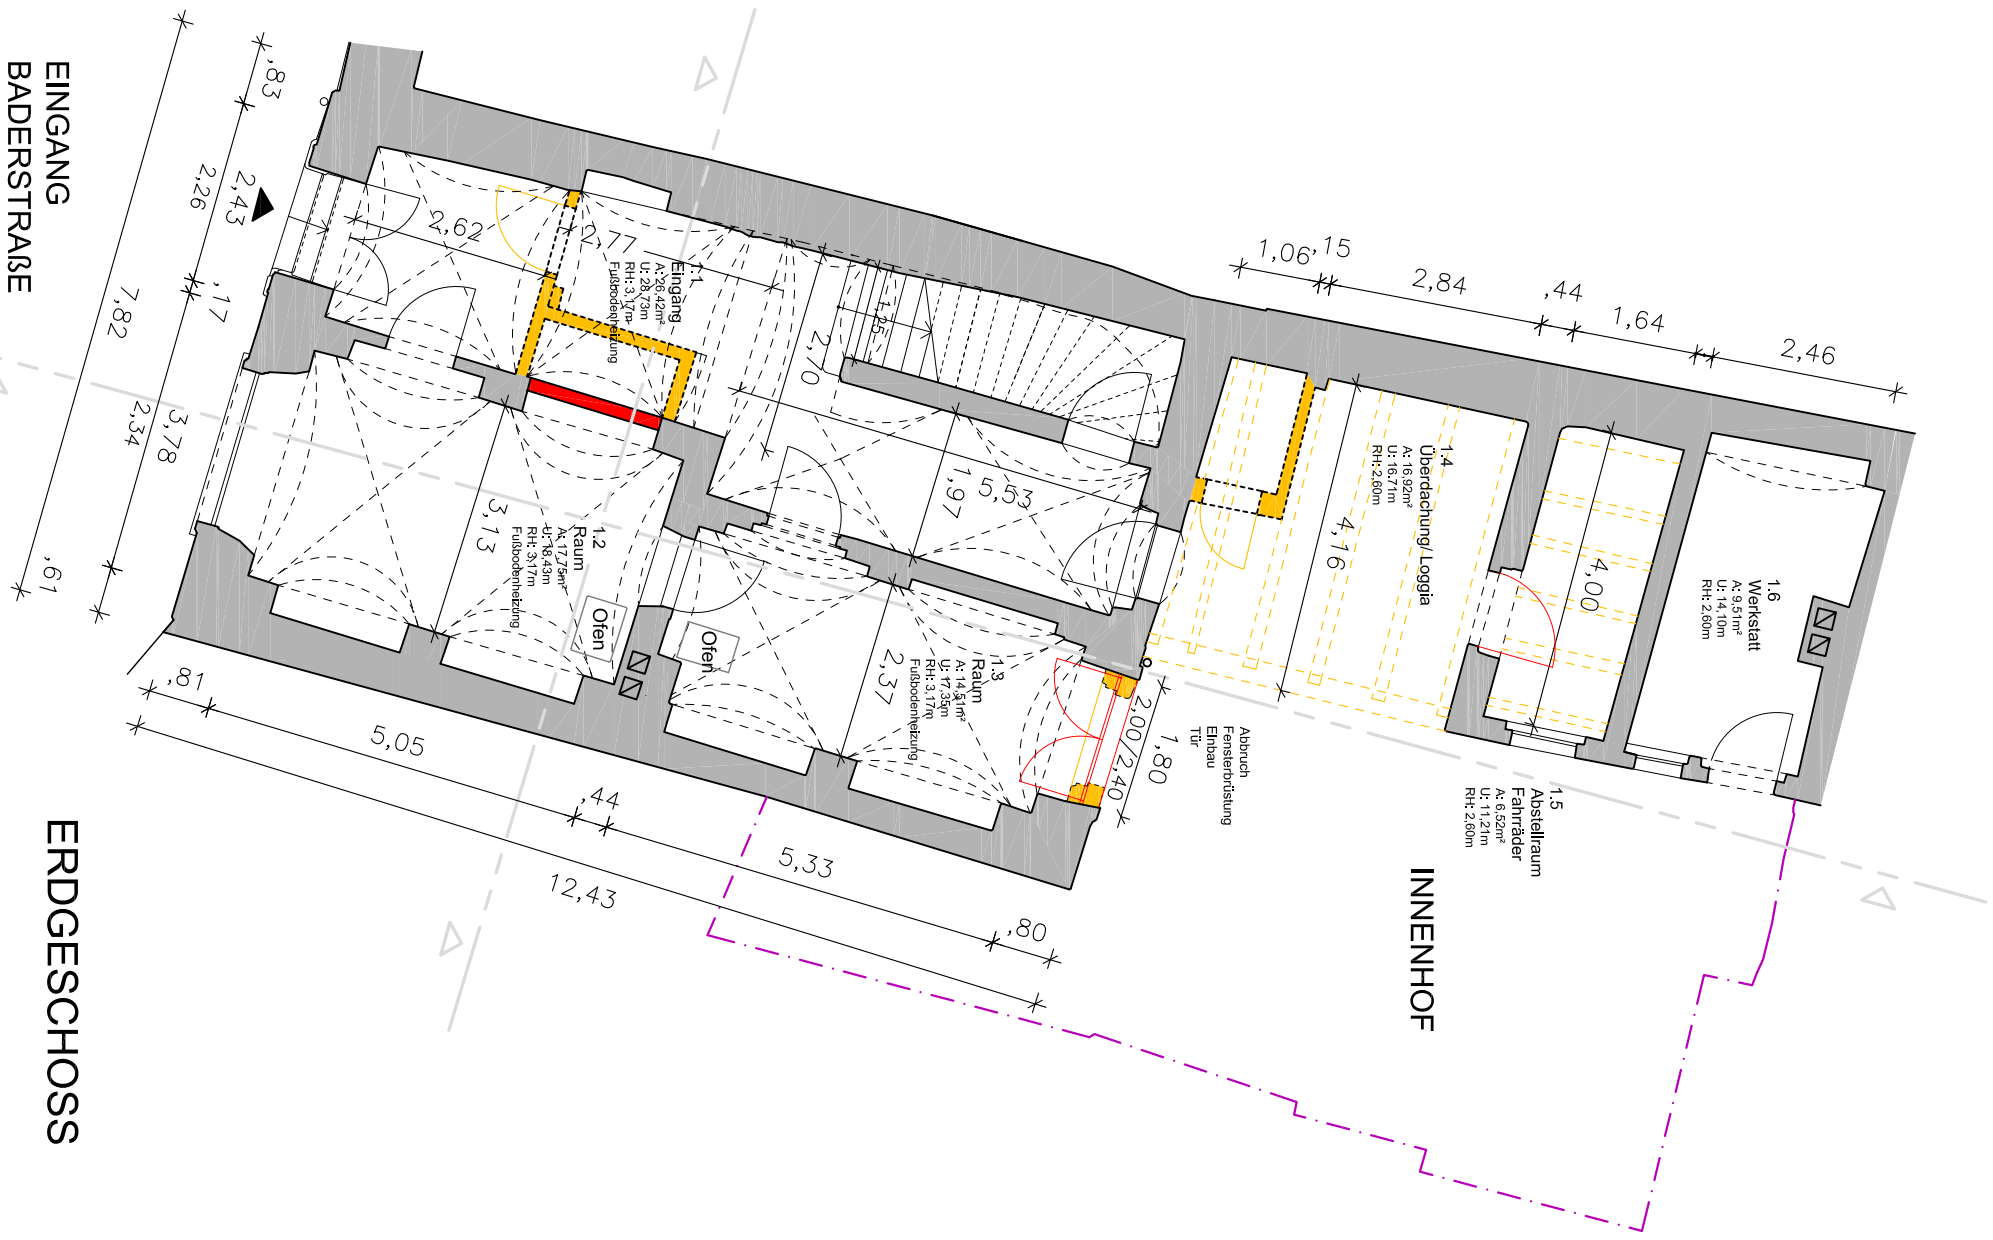 EINGANG
BADERSTRAßE
ERDGESCHOSS
INNENHOF
1.1
Eingang
A: 26,42m²
U: 28,73m
RH: 3,17m
Fußbodenheizung
1.2
Raum
A: 17,75m²
U: 18,43m
RH: 3,17m
Fußbodenheizung
1.3
Raum
A: 14,51m²
U: 17,35m
RH: 3,17m
Fußbodenheizung
1.4
Überdachung/ Loggia
A: 16,92m²
U: 16,71m
RH: 2,60m
1.5
Abstellraum
Fahrräder
A: 6,52m²
U: 11,21m
RH: 2,60m
1.6
Werkstatt
A: 9,51m²
U: 14,10m
RH: 2,60m
Abbruch
Fensterbrüstung
Einbau
Tür
Ofen
Ofen
,83
2,43
2,26
,17
7,82
3,78
2,34
,61
2,62
2,77
1,25
2,70
5,53
1,97
3,13
2,37
1,06
,15
2,84
,44
1,64
2,46
4,16
4,00
2,00/2,40
1,80
,81
5,05
,44
5,33
,80
12,43